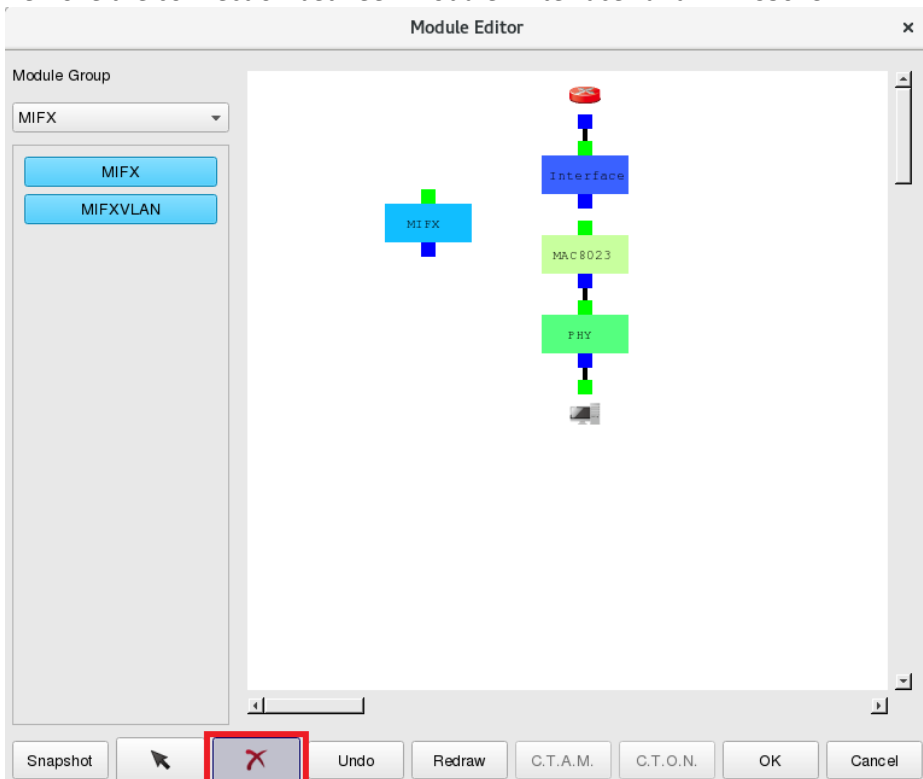 Module Editor
Module Group
MIFX
MIFX
MIFXVLAN
Interface
MIFX
MAC8023
PHY
Snapshot
Undo
Redraw
C.T.A.M.
C.T.O.N.
OK
Cancel